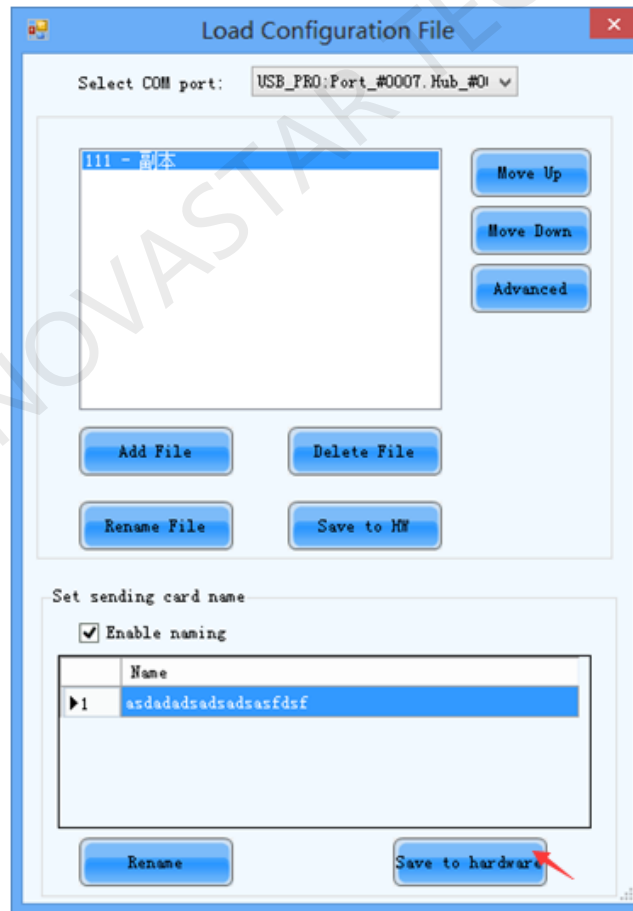 Load Configuration File
Select COM port: USB_PRO:Port_#0007.Hub_#0
111 - 副本
Move Up
Move Down
Advanced
Add File
Delete File
Rename File
Save to HW
Set sending card name
Enable naming
Name
1 asdadadsadsadsasfdsf
Rename
Save to hardware
NOVASTAR TEC